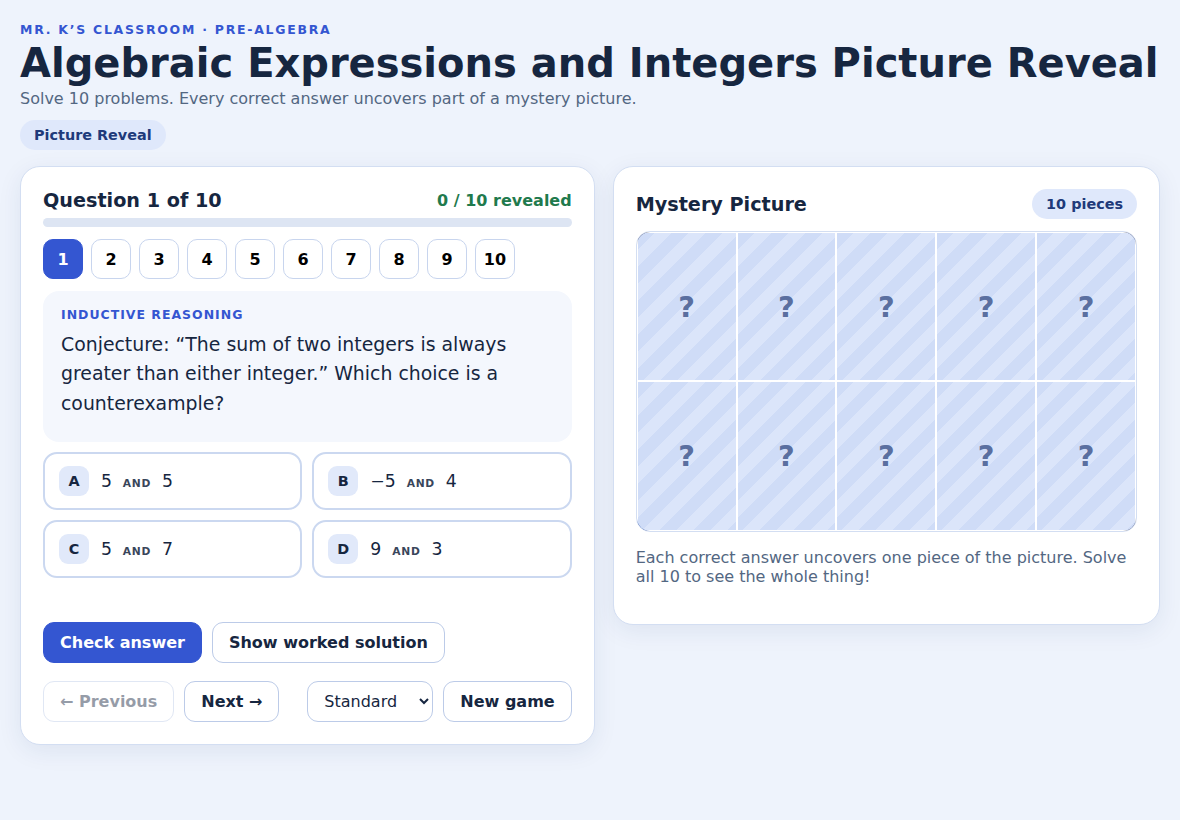 MR. K’S CLASSROOM · PRE-ALGEBRA
Algebraic Expressions and Integers Picture Reveal
Solve 10 problems. Every correct answer uncovers part of a mystery picture.
Picture Reveal
Question 1 of 10
0 / 10 revealed
1 2 3 4 5 6 7 8 9 10
INDUCTIVE REASONING
Conjecture: “The sum of two integers is always
greater than either integer.” Which choice is a
counterexample?
A 5 AND 5
B −5 AND 4
C 5 AND 7
D 9 AND 3
Check answer
Show worked solution
← Previous
Next →
Standard
New game
Mystery Picture
10 pieces
? ? ? ? ?
? ? ? ? ?
Each correct answer uncovers one piece of the picture. Solve
all 10 to see the whole thing!